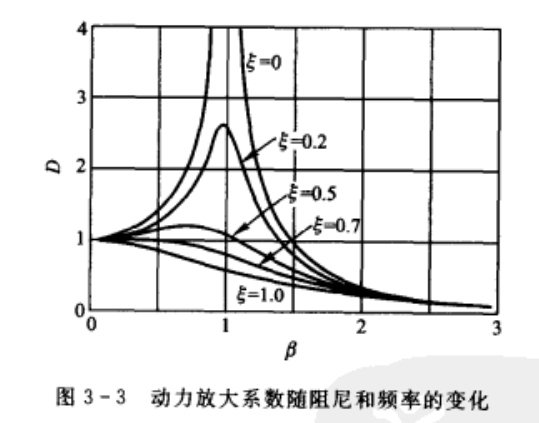 4
ξ=0
3
ξ=0.2
D
2
ξ=0.5
ξ=0.7
1
ξ=1.0
0
0 1 2 3
β
图 3-3 动力放大系数随阻尼和频率的变化